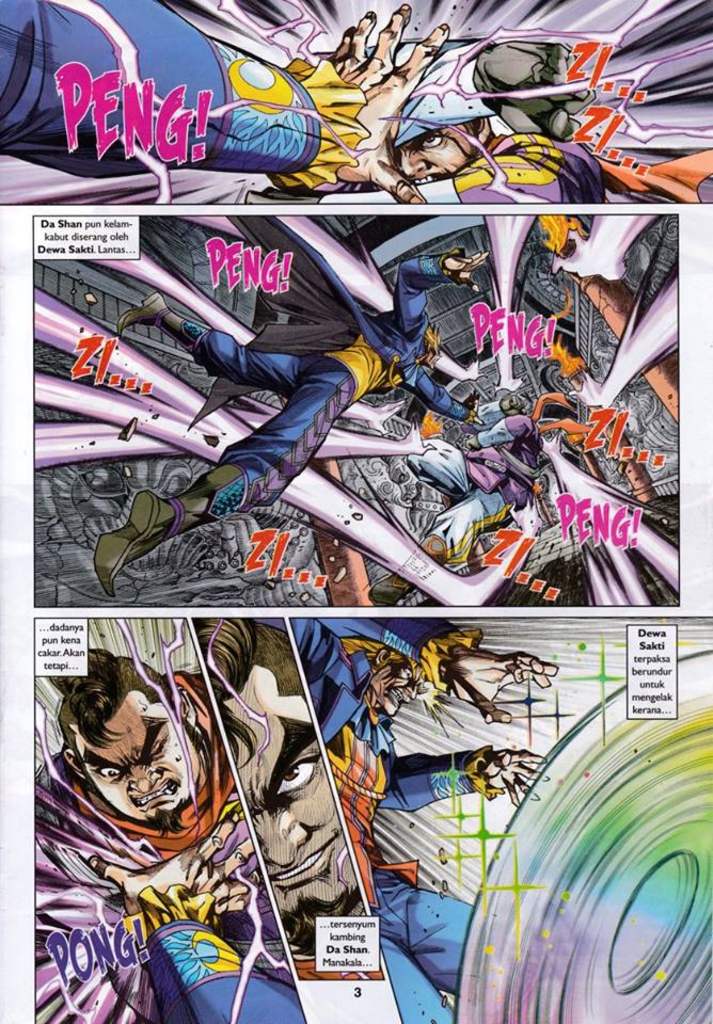 PENG!
ZI...
ZI...
Da Shan pun kelam-
kabut diserang oleh
Dewa Sakti. Lantas...
PENG!
PENG!
ZI...
ZI...
PENG!
ZI...
ZI...
...dadanya
pun kena
cakar. Akan
tetapi...
Dewa
Sakti
terpaksa
berundur
untuk
mengelak
kerana...
PONG!
...tersenyum
kambing
Da Shan.
Manakala...
3